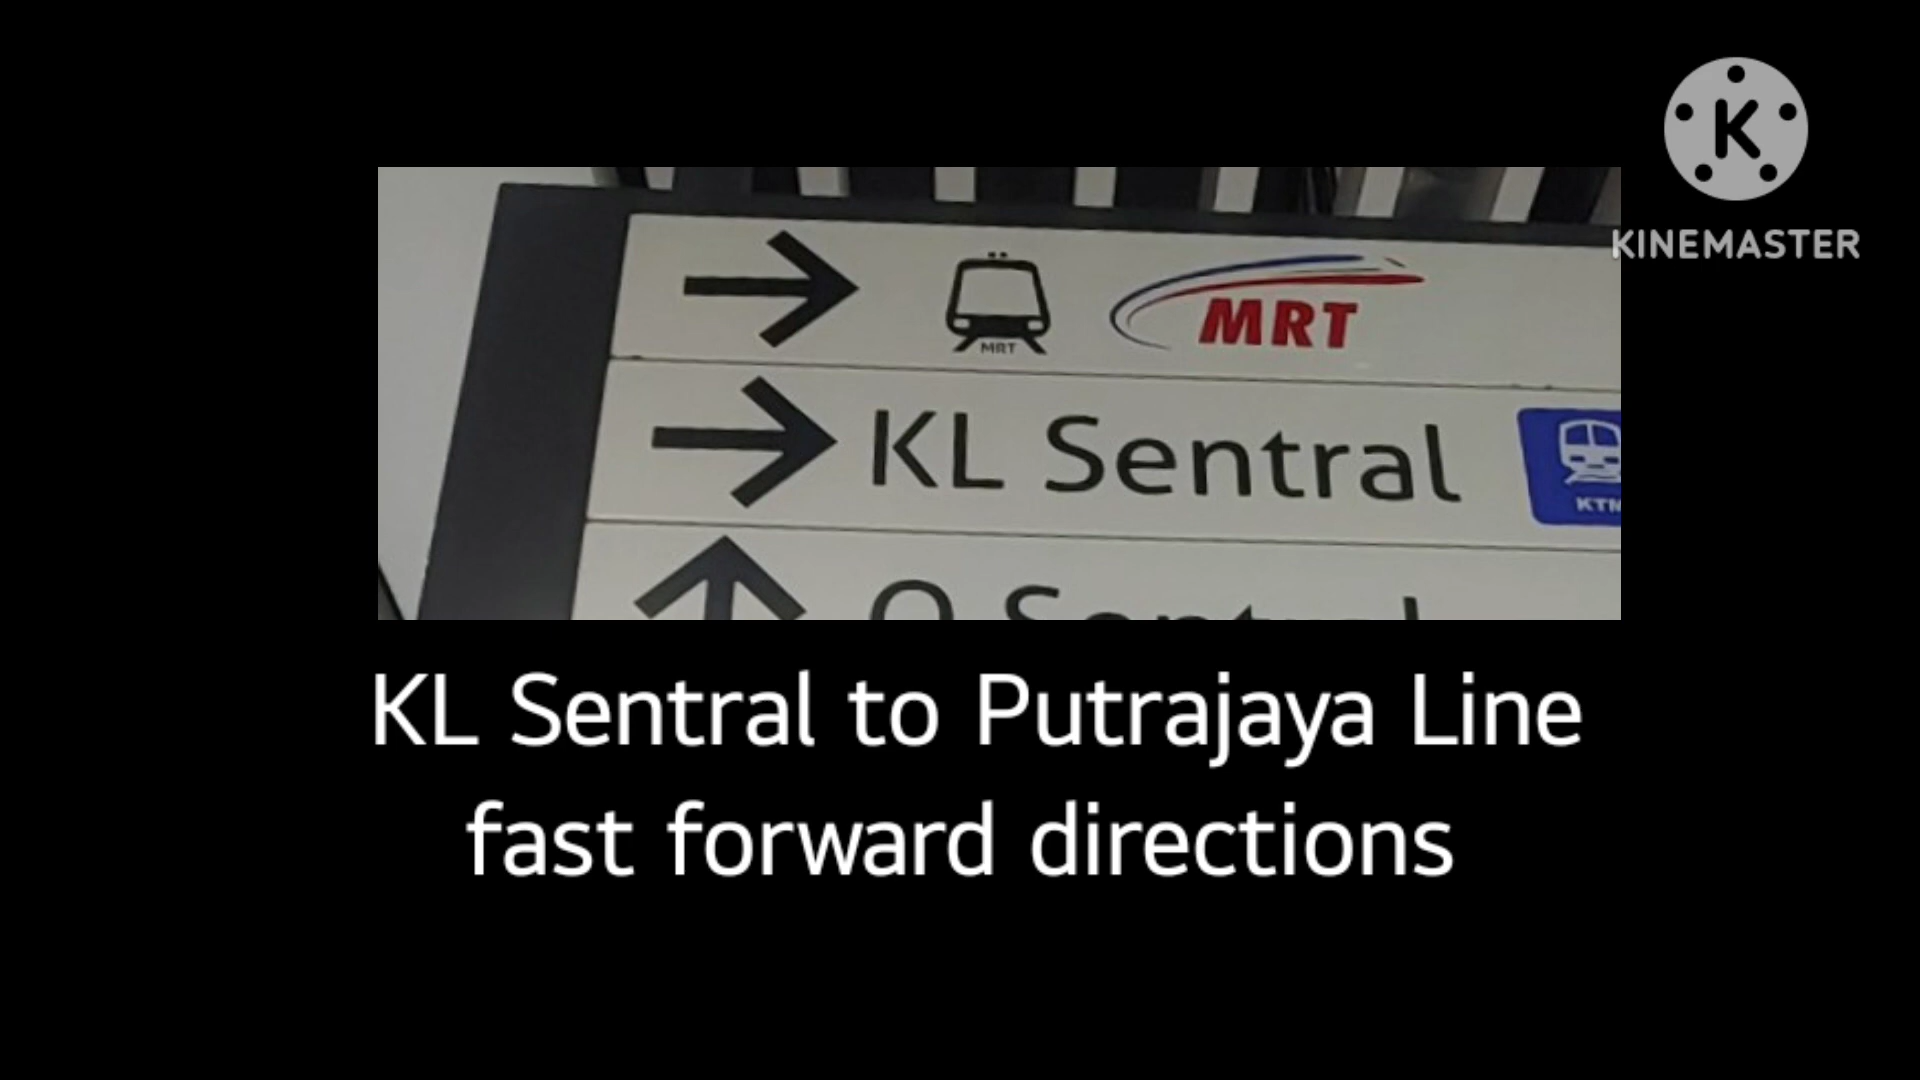 KINEMASTER
MRT
MRT
KL Sentral
KL Sentral to Putrajaya Line
fast forward directions